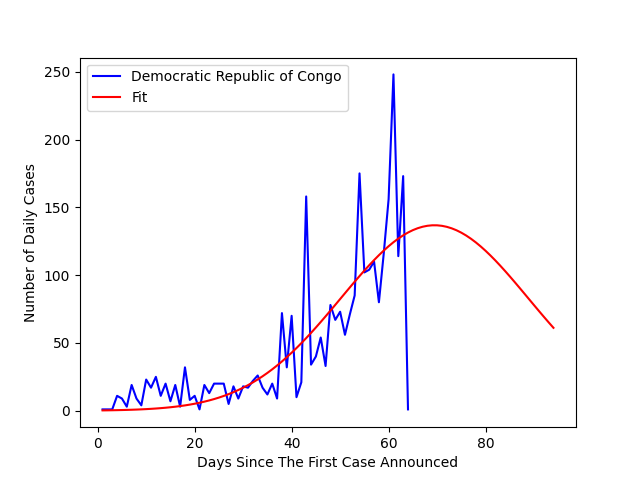 Democratic Republic of Congo
Fit
250
200
150
100
50
0
Number of Daily Cases
0 20 40 60 80
Days Since The First Case Announced